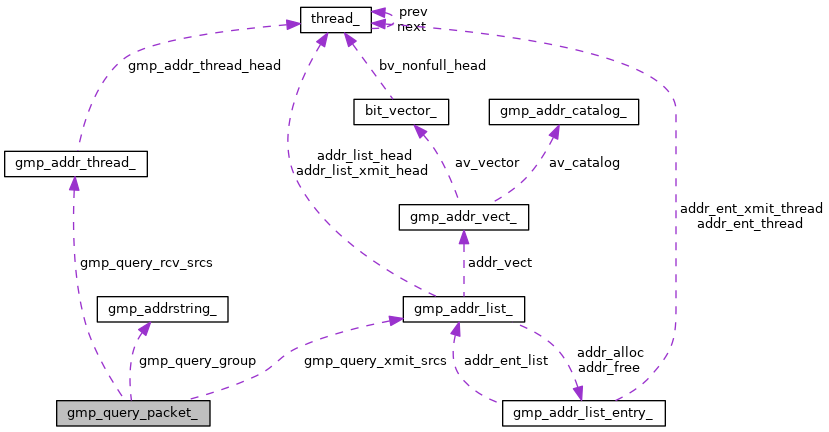 thread_
prev
next
gmp_addr_thread_head
bv_nonfull_head
bit_vector_
gmp_addr_catalog_
gmp_addr_thread_
addr_list_head
addr_list_xmit_head
av_vector
av_catalog
gmp_addr_vect_
addr_ent_xmit_thread
addr_ent_thread
gmp_query_rcv_srcs
addr_vect
gmp_addrstring_
gmp_addr_list_
gmp_query_group
gmp_query_xmit_srcs
addr_ent_list
addr_alloc
addr_free
gmp_query_packet_
gmp_addr_list_entry_